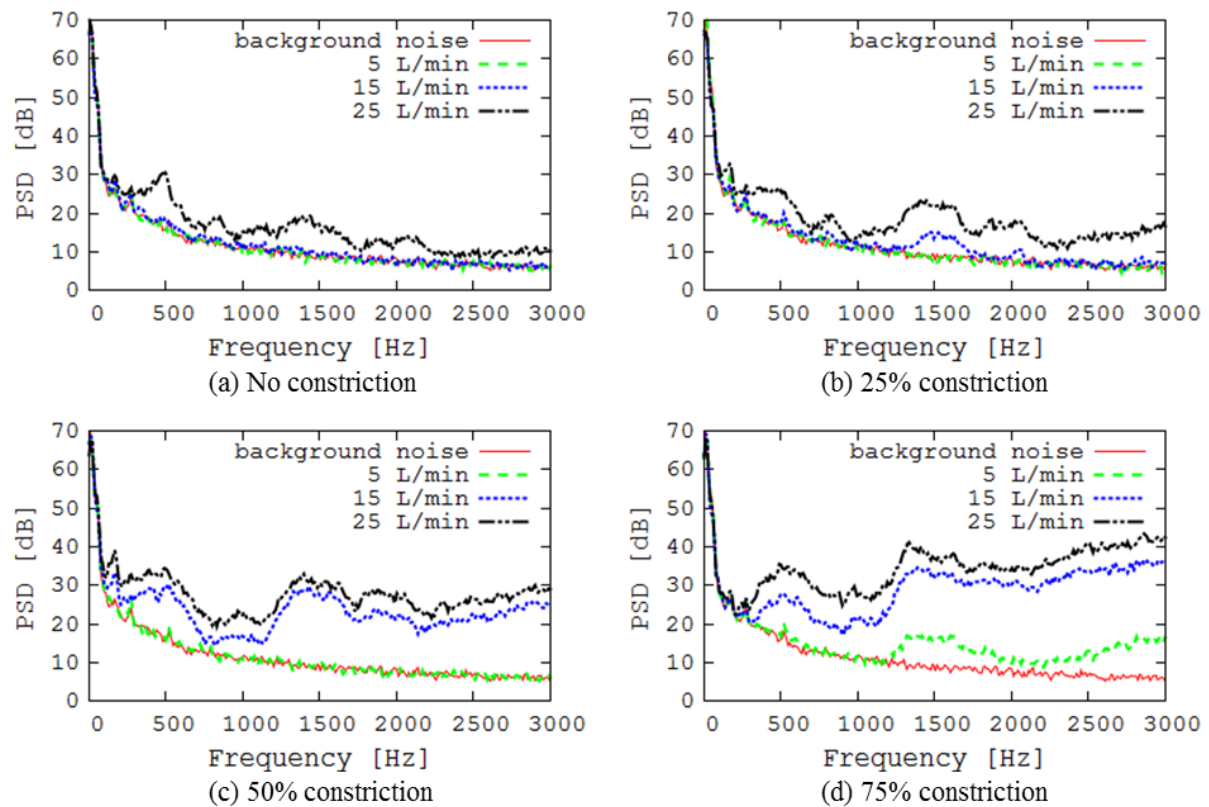 70
60
50
40
30
20
10
0
PSD [dB]
background noise
5 L/min
15 L/min
25 L/min
0 500 1000 1500 2000 2500 3000
Frequency [Hz]
(a) No constriction
70
60
50
40
30
20
10
0
PSD [dB]
background noise
5 L/min
15 L/min
25 L/min
0 500 1000 1500 2000 2500 3000
Frequency [Hz]
(b) 25% constriction
70
60
50
40
30
20
10
0
PSD [dB]
background noise
5 L/min
15 L/min
25 L/min
0 500 1000 1500 2000 2500 3000
Frequency [Hz]
(c) 50% constriction
70
60
50
40
30
20
10
0
PSD [dB]
background noise
5 L/min
15 L/min
25 L/min
0 500 1000 1500 2000 2500 3000
Frequency [Hz]
(d) 75% constriction